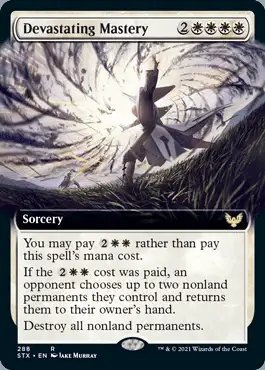 Devastating Mastery 2
Sorcery
You may pay 2 rather than pay
this spell's mana cost.
If the 2 cost was paid, an
opponent chooses up to two nonland
permanents they control and returns
them to their owner's hand.
Destroy all nonland permanents.
288 R
STX • EN Jake Murray
™ & © 2021 Wizards of the Coast